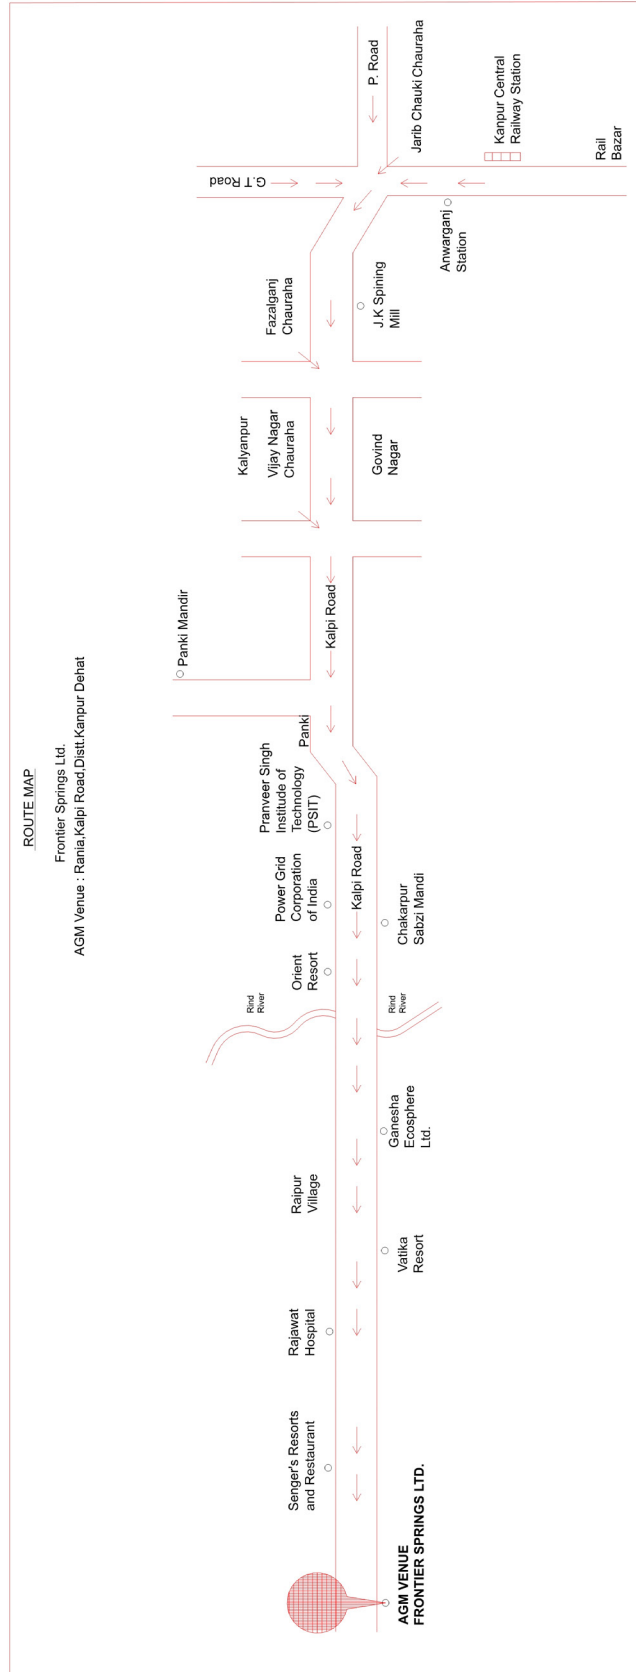 ROUTE MAP
Frontier Springs Ltd.
AGM Venue : Rania,Kalpi Road,Distt.Kanpur Dehat
P. Road
Jarib Chauki Chauraha
Kanpur Central
Railway Station
Rail
Bazar
G.T Road
Anwarganj
Station
Fazalganj
Chauraha
J.K Spining
Mill
Kalyanpur
Vijay Nagar
Chauraha
Govind
Nagar
Panki Mandir
Kalpi Road
Panki
Pranveer Singh
Institude of
Technology
(PSIT)
Power Grid
Corporation
of India
Kalpi Road
Chakarpur
Sabzi Mandi
Orient
Resort
Rind
River
Rind
River
Ganesha
Ecosphere
Ltd.
Raipur
Village
Vatika
Resort
Rajawat
Hospital
Senger's Resorts
and Restaurant
AGM VENUE
FRONTIER SPRINGS LTD.